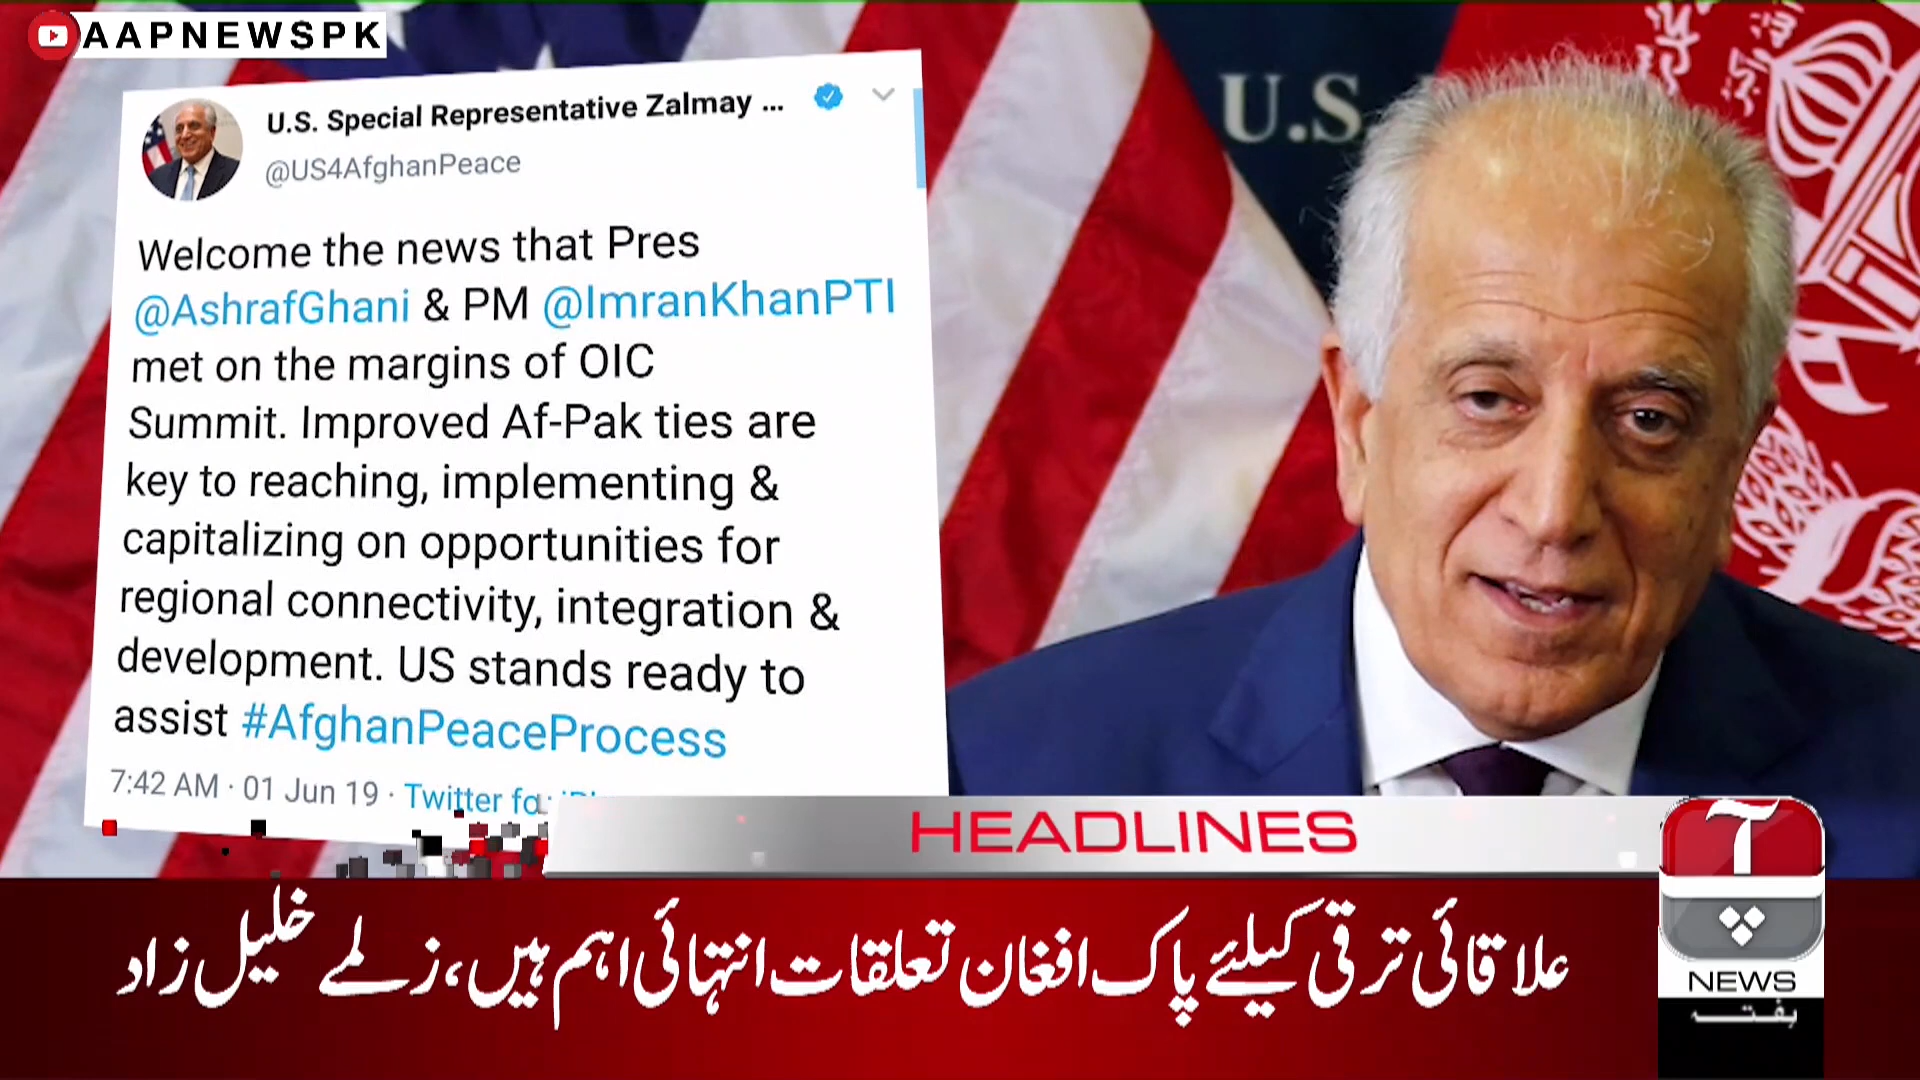 AAPNEWSPK
U.S. Special Representative Zalmay ...
@US4AfghanPeace
Welcome the news that Pres
@AshrafGhani & PM @ImranKhanPTI
met on the margins of OIC
Summit. Improved Af-Pak ties are
key to reaching, implementing &
capitalizing on opportunities for
regional connectivity, integration &
development. US stands ready to
assist #AfghanPeaceProcess
7:42 AM · 01 Jun 19 · Twitter
U.S.
HEADLINES
علاقائی ترقی کیلئے پاک افغان تعلقات انتہائی اہم ہیں، زلمے خلیل زاد
آپ
NEWS
ہفتہ